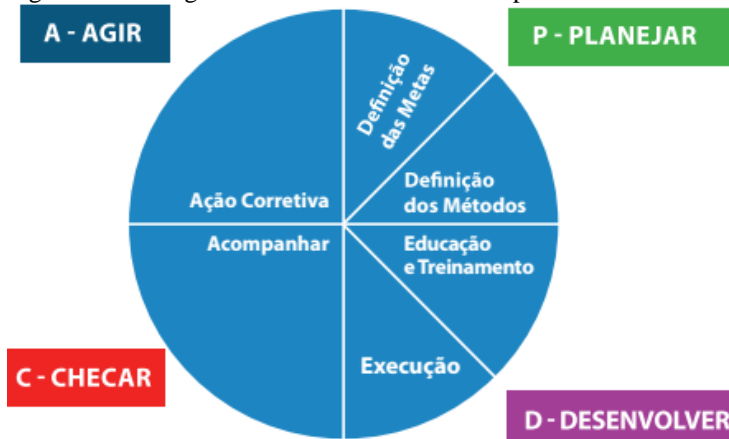 A - AGIR
P - PLANEJAR
Definição
das Metas
Ação Corretiva
Definição
dos Métodos
Acompanhar
Educação
e Treinamento
Execução
C - CHECAR
D - DESENVOLVER